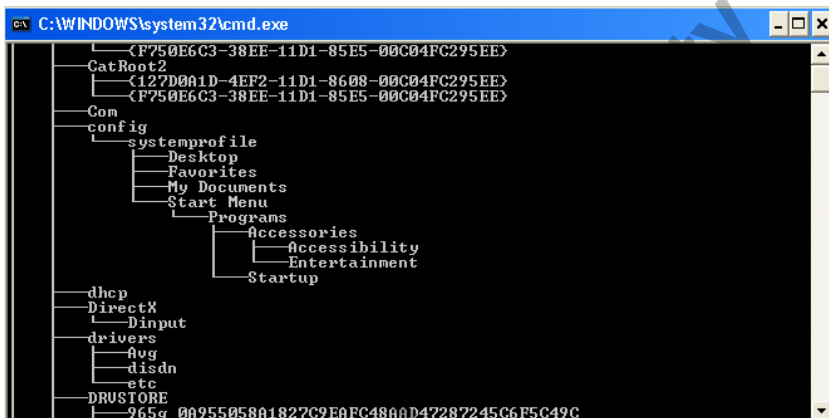 C:\WINDOWS\system32\cmd.exe
{F750E6C3-38EE-11D1-85E5-00C04FC295EE}
CatRoot2
{127D0A1D-4EF2-11D1-8608-00C04FC295EE}
{F750E6C3-38EE-11D1-85E5-00C04FC295EE}
Com
config
systemprofile
Desktop
Favorites
My Documents
Start Menu
Programs
Accessories
Accessibility
Entertainment
Startup
dhcp
DirectX
Dinput
drivers
Avg
disdn
etc
DRVSTORE
965g_0A955058A1827C9EAFC48AAD47287245C6F5C49C